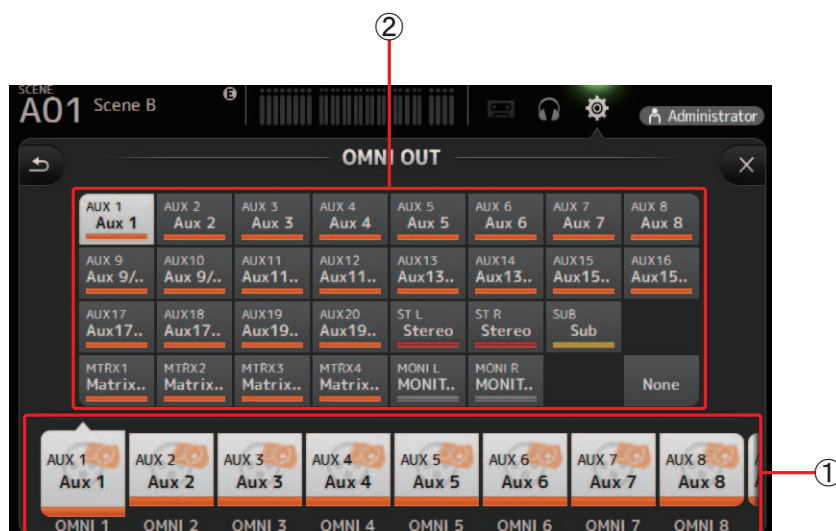 ②
SCENE
A01 Scene B E Administrator
OMNI OUT
AUX 1 AUX 2 AUX 3 AUX 4 AUX 5 AUX 6 AUX 7 AUX 8
Aux 1 Aux 2 Aux 3 Aux 4 Aux 5 Aux 6 Aux 7 Aux 8
AUX 9 AUX10 AUX11 AUX12 AUX13 AUX14 AUX15 AUX16
Aux 9/.. Aux 9/.. Aux11.. Aux11.. Aux13.. Aux13.. Aux15.. Aux15..
AUX17 AUX18 AUX19 AUX20 ST L ST R SUB
Aux17.. Aux17.. Aux19.. Aux19.. Stereo Stereo Sub
MTRX1 MTRX2 MTRX3 MTRX4 MONI L MONI R
Matrix.. Matrix.. Matrix.. Matrix.. MONIT.. MONIT.. None
AUX 1 AUX 2 AUX 3 AUX 4 AUX 5 AUX 6 AUX 7 AUX 8
Aux 1 Aux 2 Aux 3 Aux 4 Aux 5 Aux 6 Aux 7 Aux 8
①
OMNI 1 OMNI 2 OMNI 3 OMNI 4 OMNI 5 OMNI 6 OMNI 7 OMNI 8